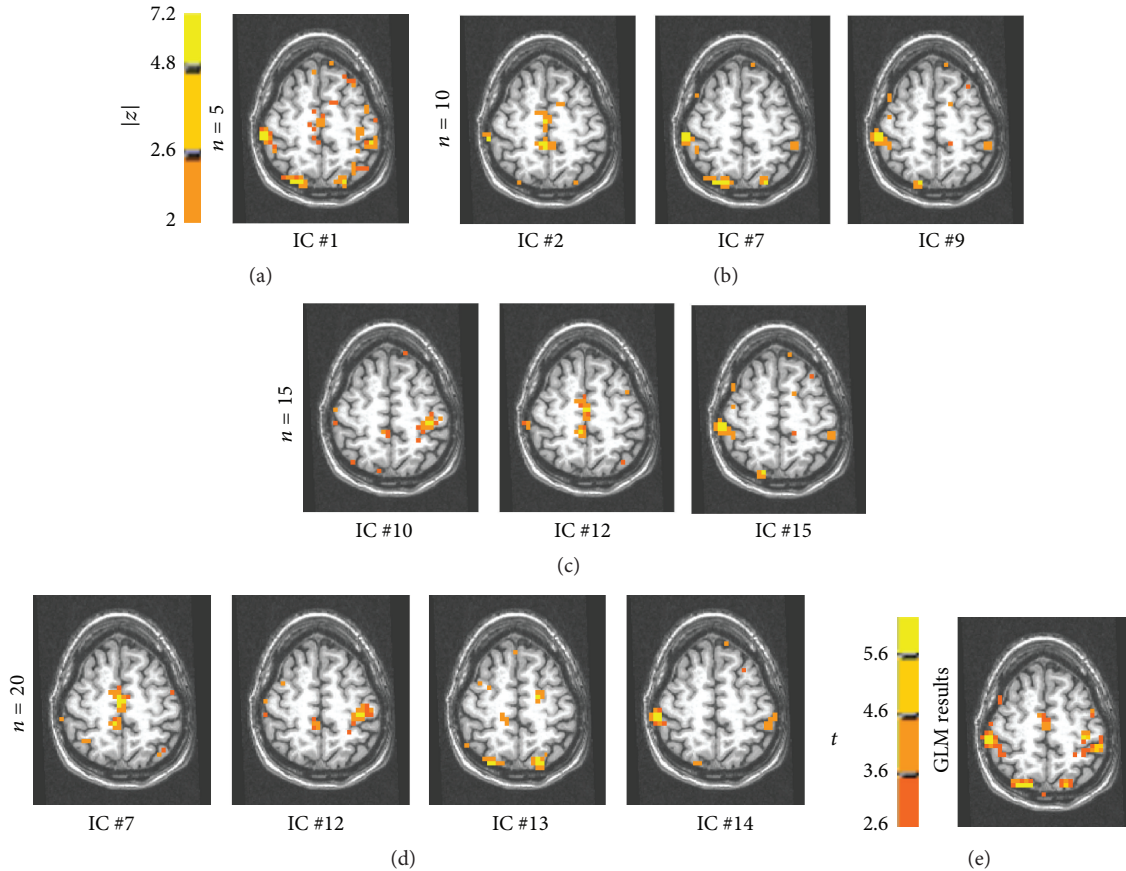 7.2
4.8
|z|
2.6
2
n = 5
IC #1
(a)
n = 10
IC #2
IC #7
IC #9
(b)
n = 15
IC #10
IC #12
IC #15
(c)
n = 20
IC #7
IC #12
IC #13
IC #14
(d)
t
5.6
4.6
3.6
2.6
GLM results
(e)